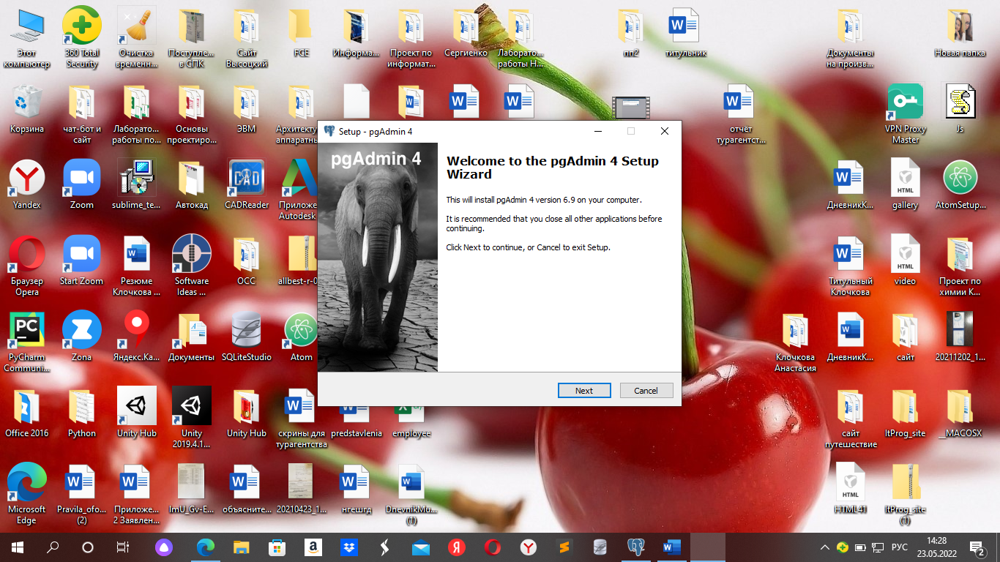 Этот
компьютер
360 Total
Security
Очистка
временн...
Поступле...
в СПК
Сайт
Высоцкий
FCE
Информа...
Проект по
информат...
Сергиенко
Лаборато...
работы Н...
пп2
титульник
Документы
на произв...
Новая папка
Корзина
чат-бот и
сайт
Лаборато...
работы по...
Основы
проектиро...
ЭВМ
Архитекту
аппаратны
отчёт
турагентст...
VPN Proxy
Master
Js
Setup - pgAdmin 4
pgAdmin 4
Welcome to the pgAdmin 4 Setup
Wizard
This will install pgAdmin 4 version 6.9 on your computer.
It is recommended that you close all other applications before
continuing.
Click Next to continue, or Cancel to exit Setup.
Next
Cancel
Yandex
Zoom
sublime_te...
Автокад
CAD
CADReader
Приложе
Autodesk
ДневникК...
HTML
gallery
AtomSetup...
Браузер
Opera
Start Zoom
Резюме
Клочкова ...
Software
Ideas ...
ОСС
allbest-r-0
Титульный
Клочкова
HTML
video
Проект по
химии К...
PC
PyCharm
Communi...
Zona
Яндекс.Ка...
Документы
SQLiteStudio
Atom
Клочкова
Анастасия
ДневникК...
сайт
20211202_1...
Office 2016
Python
Unity Hub
Unity
2019.4.1...
Unity Hub
скрины для
турагентства
predstavlenia
employee
сайт
путешествие
ItProg_site
__MACOSX
Microsoft
Edge
Pravila_ofo...
(2)
Приложе...
2 Заявлен...
ImU_Gv-E...
объясните...
20210423_1...
нгешгд
DnevnikMu...
(1)
HTML
HTML41
ItProg_site
(1)
РУС
14:28
23.05.2022
2